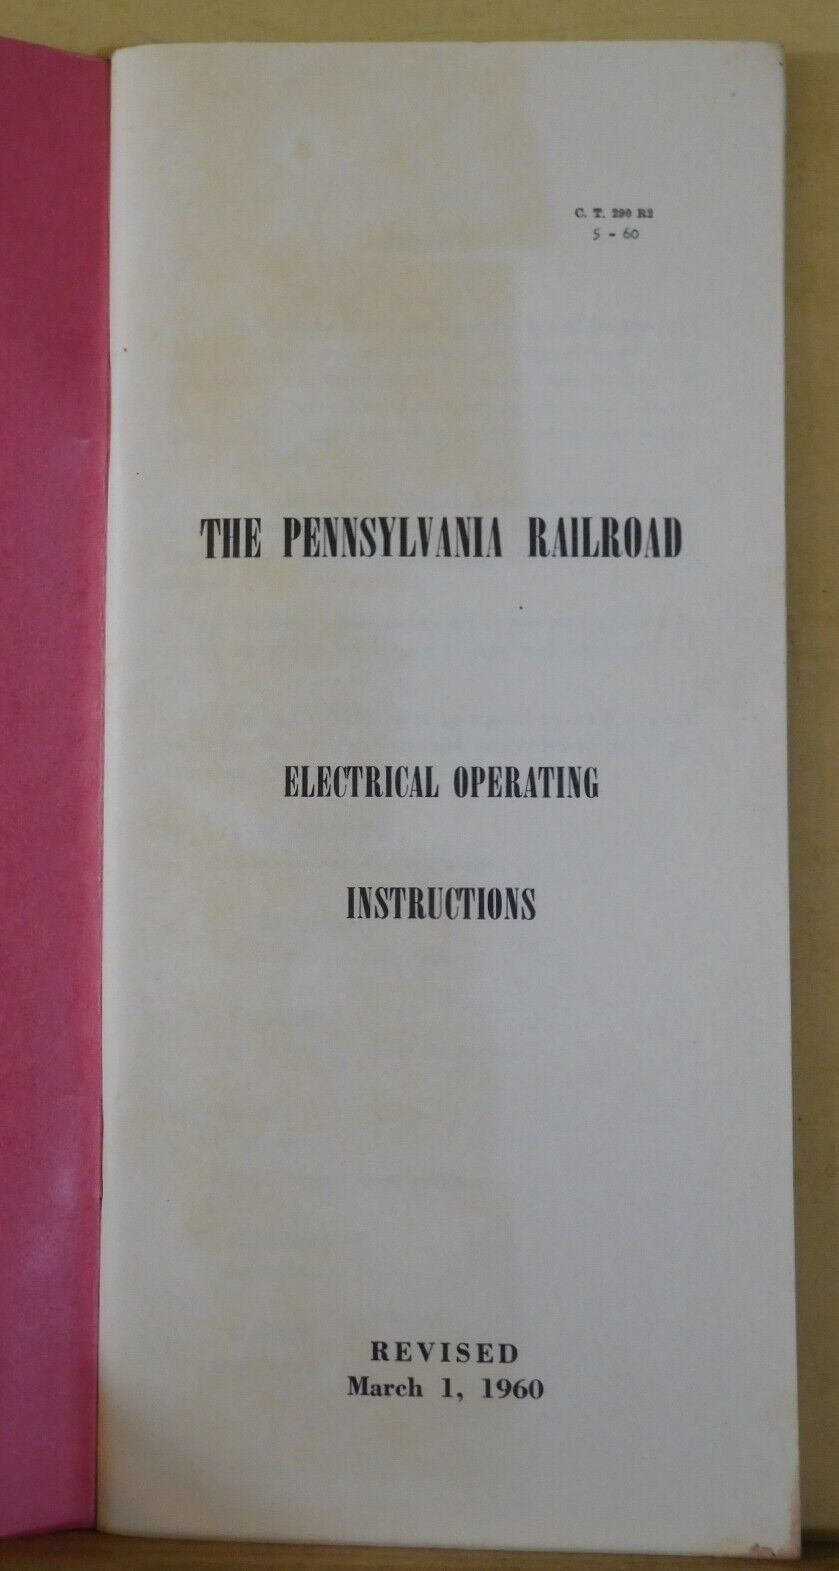 C. T. 290 R2
5 - 60
THE PENNSYLVANIA RAILROAD
ELECTRICAL OPERATING
INSTRUCTIONS
REVISED
March 1, 1960